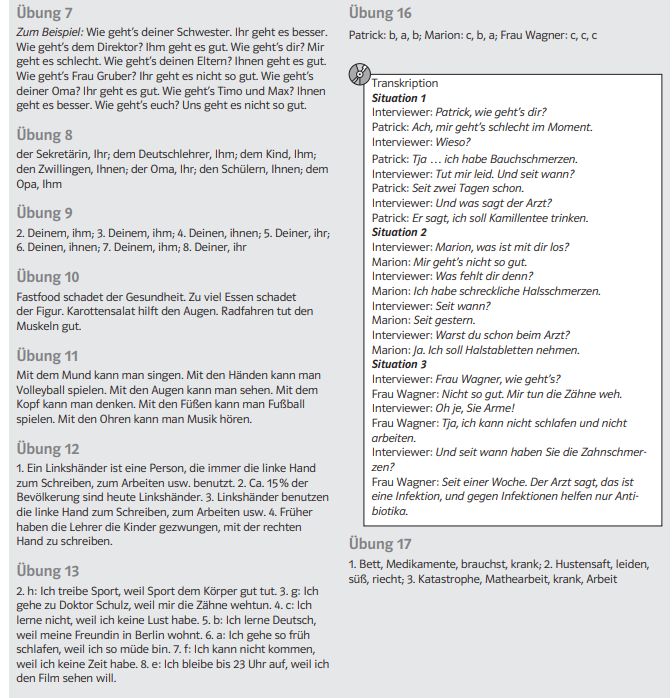 Übung 7
Zum Beispiel: Wie geht's deiner Schwester. Ihr geht es besser.
Wie geht's dem Direktor? Ihm geht es gut. Wie geht's dir? Mir
geht es schlecht. Wie geht's deinen Eltern? Ihnen geht es gut.
Wie geht's Frau Gruber? Ihr geht es nicht so gut. Wie geht's
deiner Oma? Ihr geht es gut. Wie geht's Timo und Max? Ihnen
geht es besser. Wie geht's euch? Uns geht es nicht so gut.
Übung 8
der Sekretärin, Ihr; dem Deutschlehrer, Ihm; dem Kind, Ihm;
den Zwillingen, Ihnen; der Oma, Ihr; den Schülern, Ihnen; dem
Opa, Ihm
Übung 9
2. Deinem, ihm; 3. Deinem, ihm; 4. Deinen, ihnen; 5. Deiner, ihr;
6. Deinen, ihnen; 7. Deinem, ihm; 8. Deiner, ihr
Übung 10
Fastfood schadet der Gesundheit. Zu viel Essen schadet
der Figur. Karottensalat hilft den Augen. Radfahren tut den
Muskeln gut.
Übung 11
Mit dem Mund kann man singen. Mit den Händen kann man
Volleyball spielen. Mit den Augen kann man sehen. Mit dem
Kopf kann man denken. Mit den Füßen kann man Fußball
spielen. Mit den Ohren kann man Musik hören.
Übung 12
1. Ein Linkshänder ist eine Person, die immer die linke Hand
zum Schreiben, zum Arbeiten usw. benutzt. 2. Ca. 15% der
Bevölkerung sind heute Linkshänder. 3. Linkshänder benutzen
die linke Hand zum Schreiben, zum Arbeiten usw. 4. Früher
haben die Lehrer die Kinder gezwungen, mit der rechten
Hand zu schreiben.
Übung 13
2. h: Ich treibe Sport, weil Sport dem Körper gut tut. 3. g: Ich
gehe zu Doktor Schulz, weil mir die Zähne wehtun. 4. c: Ich
lerne nicht, weil ich keine Lust habe. 5. b: Ich lerne Deutsch,
weil meine Freundin in Berlin wohnt. 6. a: Ich gehe so früh
schlafen, weil ich so müde bin. 7. f: Ich kann nicht kommen,
weil ich keine Zeit habe. 8. e: Ich bleibe bis 23 Uhr auf, weil ich
den Film sehen will.
Übung 16
Patrick: b, a, b; Marion: c, b, a; Frau Wagner: c, c, c
Transkription
Situation 1
Interviewer: Patrick, wie geht's dir?
Patrick: Ach, mir geht's schlecht im Moment.
Interviewer: Wieso?
Patrick: Tja … ich habe Bauchschmerzen.
Interviewer: Tut mir leid. Und seit wann?
Patrick: Seit zwei Tagen schon.
Interviewer: Und was sagt der Arzt?
Patrick: Er sagt, ich soll Kamillentee trinken.
Situation 2
Interviewer: Marion, was ist mit dir los?
Marion: Mir geht's nicht so gut.
Interviewer: Was fehlt dir denn?
Marion: Ich habe schreckliche Halsschmerzen.
Interviewer: Seit wann?
Marion: Seit gestern.
Interviewer: Warst du schon beim Arzt?
Marion: Ja. Ich soll Halstabletten nehmen.
Situation 3
Interviewer: Frau Wagner, wie geht's?
Frau Wagner: Nicht so gut. Mir tun die Zähne weh.
Interviewer: Oh je, Sie Arme!
Frau Wagner: Tja, ich kann nicht schlafen und nicht
arbeiten.
Interviewer: Und seit wann haben Sie die Zahnschmer-
zen?
Frau Wagner: Seit einer Woche. Der Arzt sagt, das ist
eine Infektion, und gegen Infektionen helfen nur Anti-
biotika.
Übung 17
1. Bett, Medikamente, brauchst, krank; 2. Hustensaft, leiden,
süß, riecht; 3. Katastrophe, Mathearbeit, krank, Arbeit